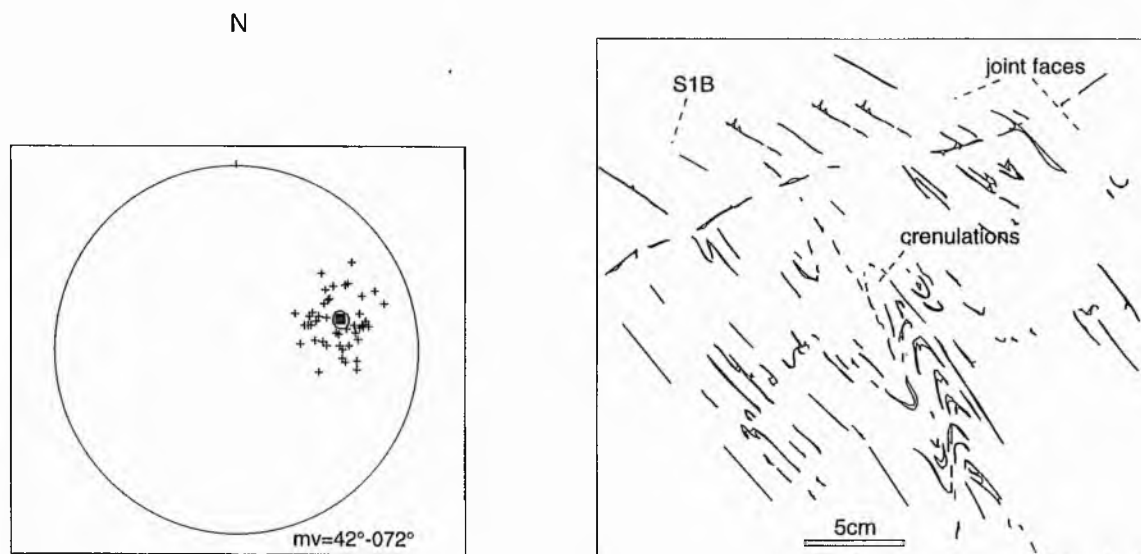 N
mv=42°-072°
S1B
joint faces
crenulations
5cm